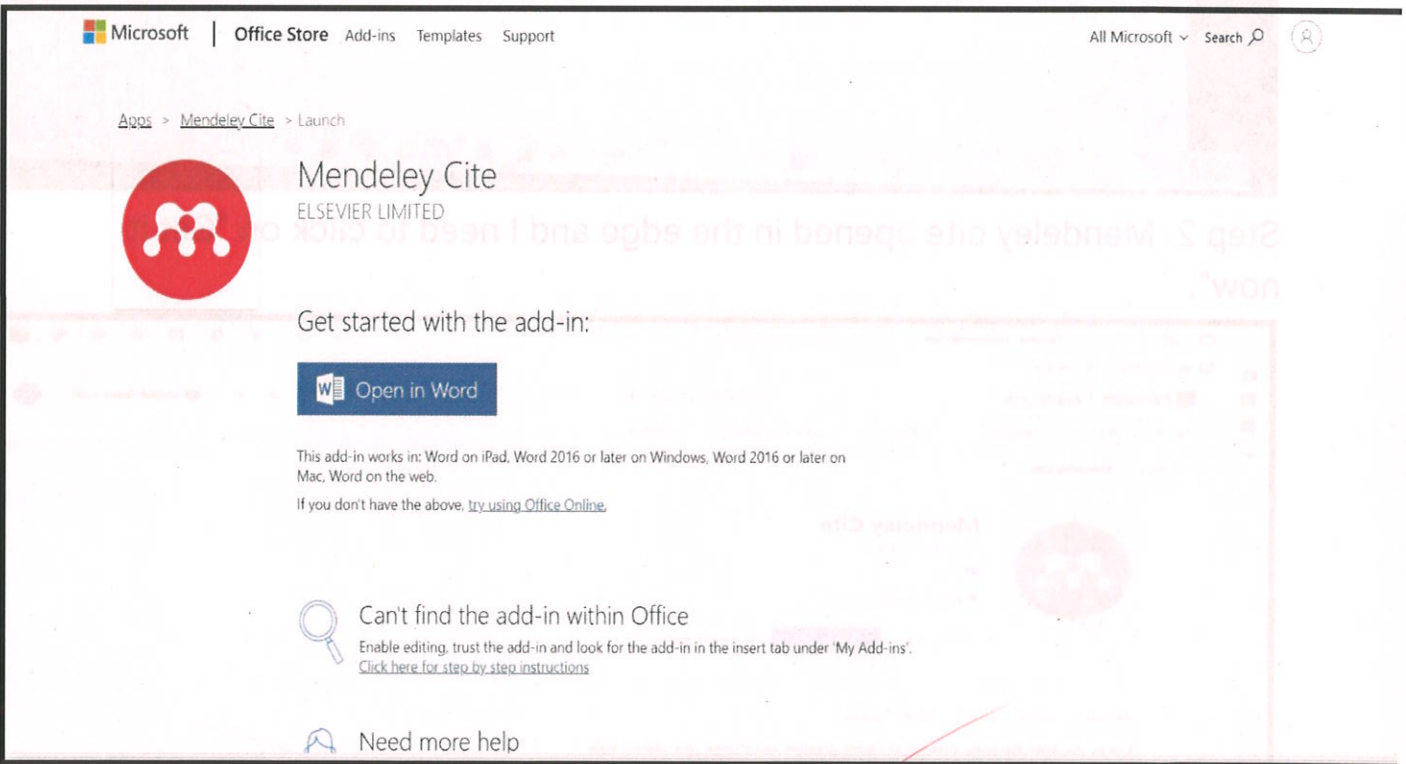 Microsoft | Office Store Add-ins Templates Support All Microsoft Search
Apps > Mendeley Cite > Launch
Mendeley Cite
ELSEVIER LIMITED
Step 2- Mendeley cite opened in the edge and I need to click on
now".
Get started with the add-in:
W Open in Word
This add-in works in: Word on iPad, Word 2016 or later on Windows, Word 2016 or later on
Mac, Word on the web.
If you don't have the above, try using Office Online.
Mendeley Cite
Can't find the add-in within Office
Enable editing, trust the add-in and look for the add-in in the insert tab under 'My Add-ins'.
Click here for step by step instructions
Need more help